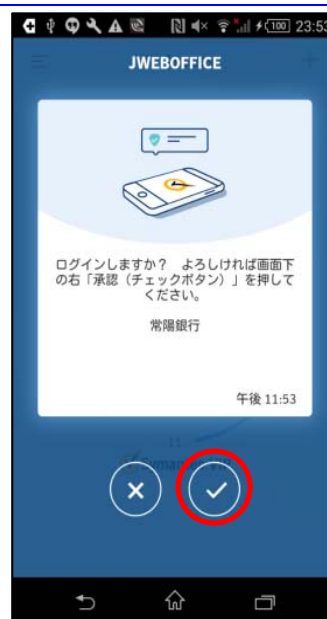 100 23:53
JWEBOFFICE
ログインしますか？　よろしければ画面下
の右「承認（チェックボタン）」を押して
ください。
常陽銀行
午後 11:53